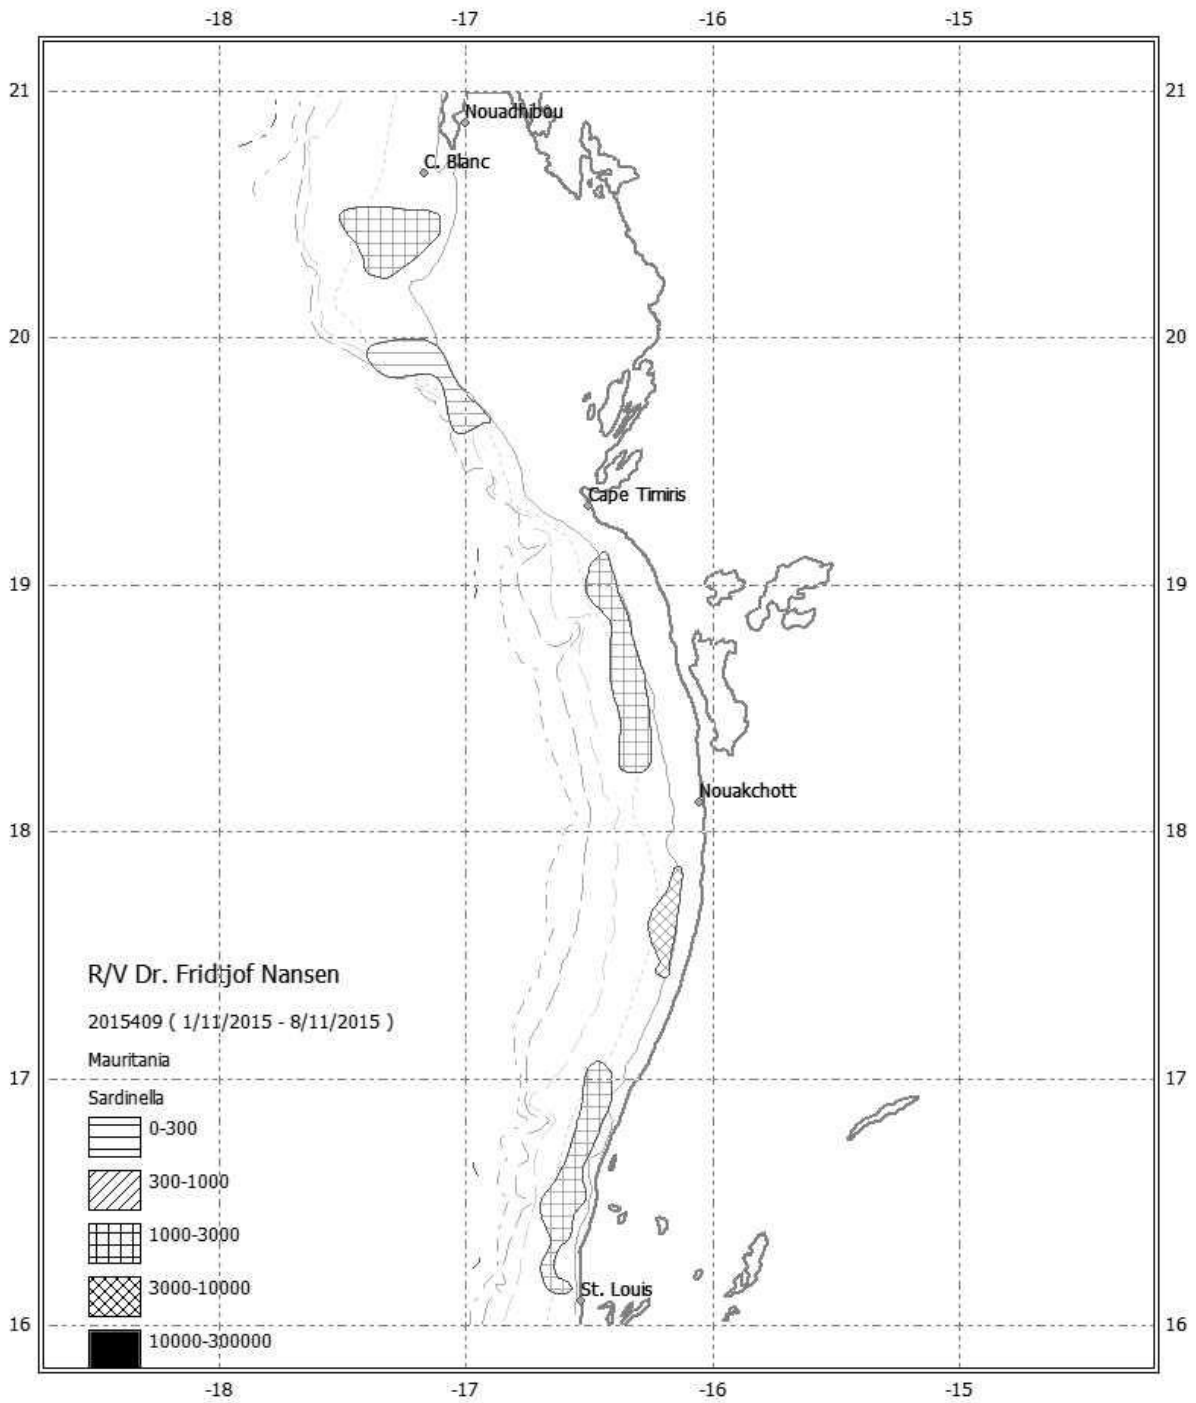 -18 -17 -16 -15
21 21
Nouadhibou
C. Blanc
20 20
Cape Timiris
19 19
Nouakchott
18 18
R/V Dr. Fridtjof Nansen
2015409 ( 1/11/2015 - 8/11/2015 )
Mauritania
17 17
Sardinella
0-300
300-1000
1000-3000
3000-10000
St. Louis
16 16
10000-300000
-18 -17 -16 -15